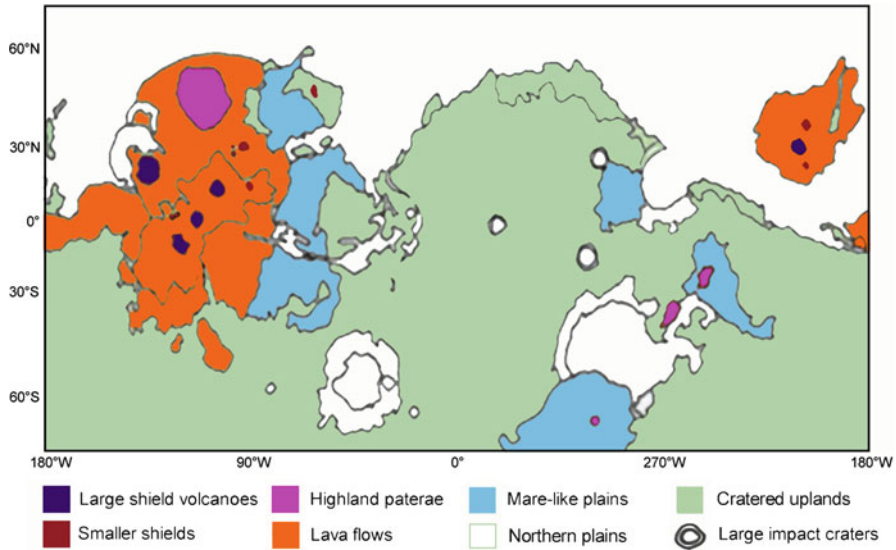 60°N
30°N
0°
30°S
60°S
180°W 90°W 0° 270°W 180°W
Large shield volcanoes Highland paterae Mare-like plains Cratered uplands
Smaller shields Lava flows Northern plains Large impact craters